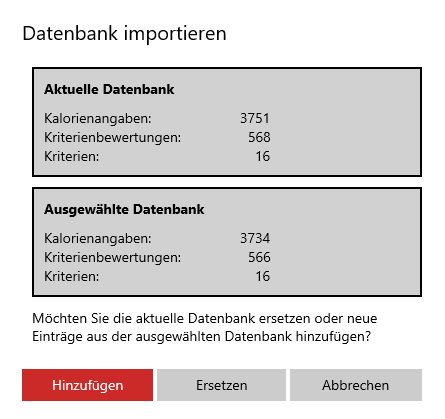 Datenbank importieren
Aktuelle Datenbank
Kalorienangaben: 3751
Kriterienbewertungen: 568
Kriterien: 16
Ausgewählte Datenbank
Kalorienangaben: 3734
Kriterienbewertungen: 566
Kriterien: 16
Möchten Sie die aktuelle Datenbank ersetzen oder neue
Einträge aus der ausgewählten Datenbank hinzufügen?
Hinzufügen Ersetzen Abbrechen